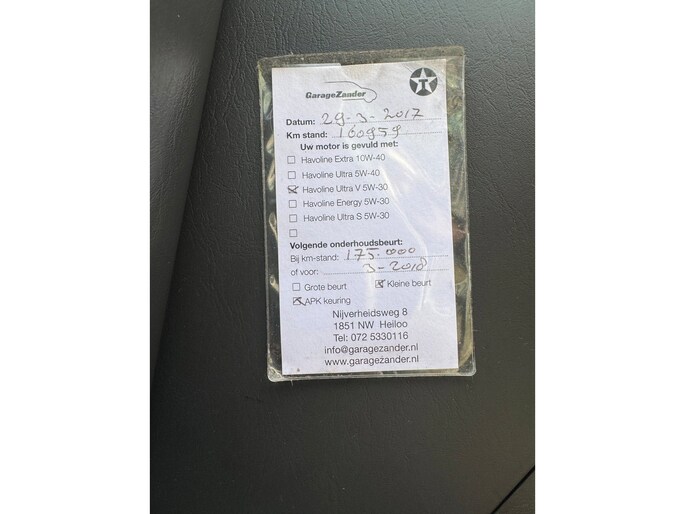 GarageZander
T
Datum: 29-3-2017
Km stand: 160959
Uw motor is gevuld met:
Havoline Extra 10W-40
Havoline Ultra 5W-40
Havoline Ultra V 5W-30
Havoline Energy 5W-30
Havoline Ultra S 5W-30
Volgende onderhoudsbeurt:
Bij km-stand: 175.000
of voor: 3-2018
Grote beurt Kleine beurt
APK keuring
Nijverheidsweg 8
1851 NW Heiloo
Tel: 072 5330116
info@garagezander.nl
www.garagezander.nl